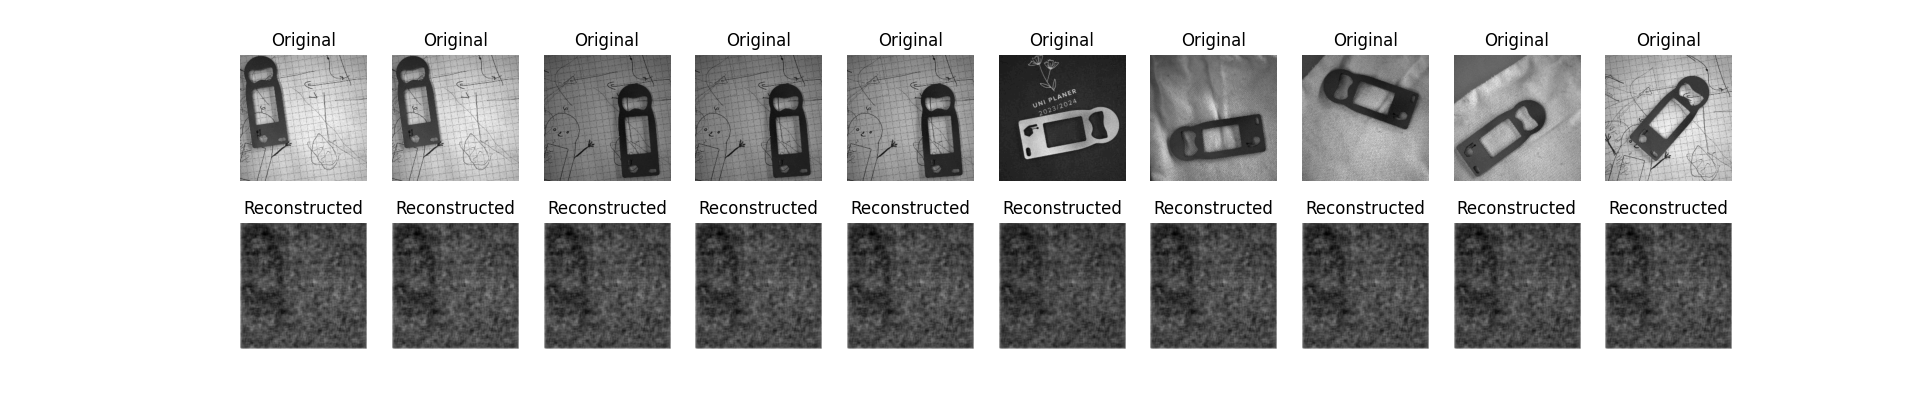 Original Original Original Original Original Original Original Original Original Original
UNI PLANER
2023/2024
Reconstructed Reconstructed Reconstructed Reconstructed Reconstructed Reconstructed Reconstructed Reconstructed Reconstructed Reconstructed